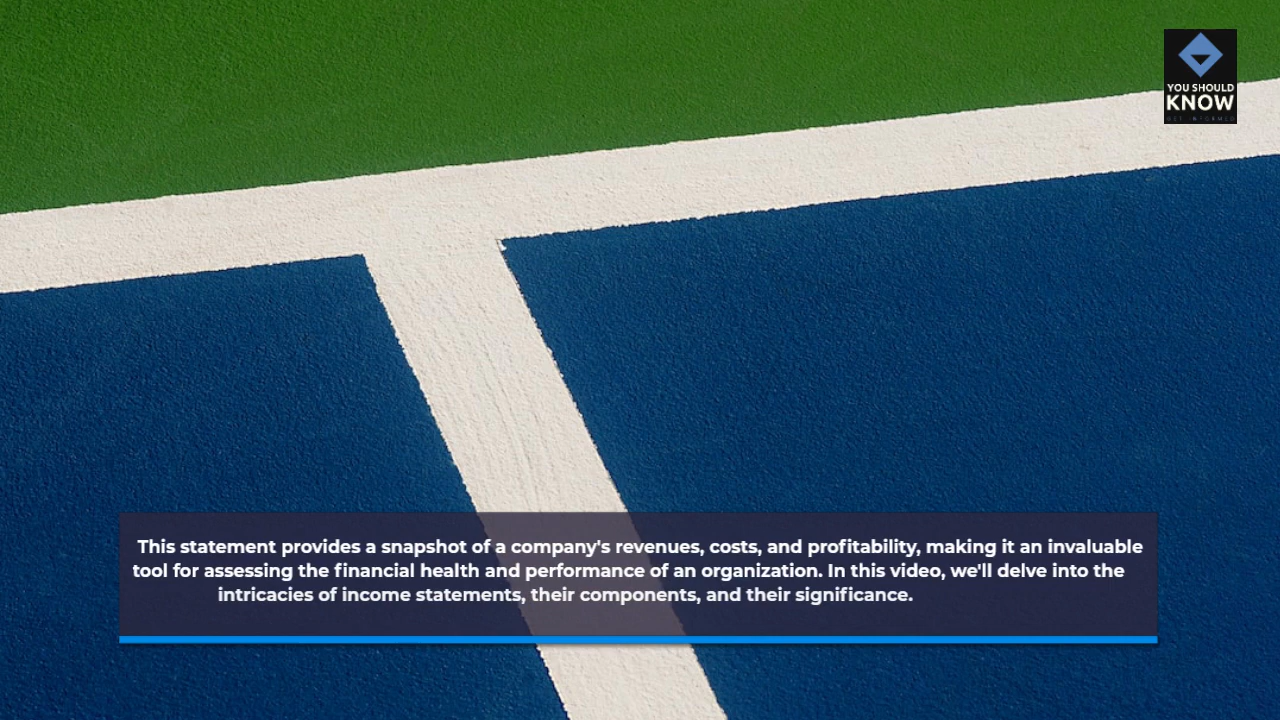 YOU SHOULD
KNOW
GET INFORMED
This statement provides a snapshot of a company's revenues, costs, and profitability, making it an invaluable
tool for assessing the financial health and performance of an organization. In this video, we'll delve into the
intricacies of income statements, their components, and their significance.